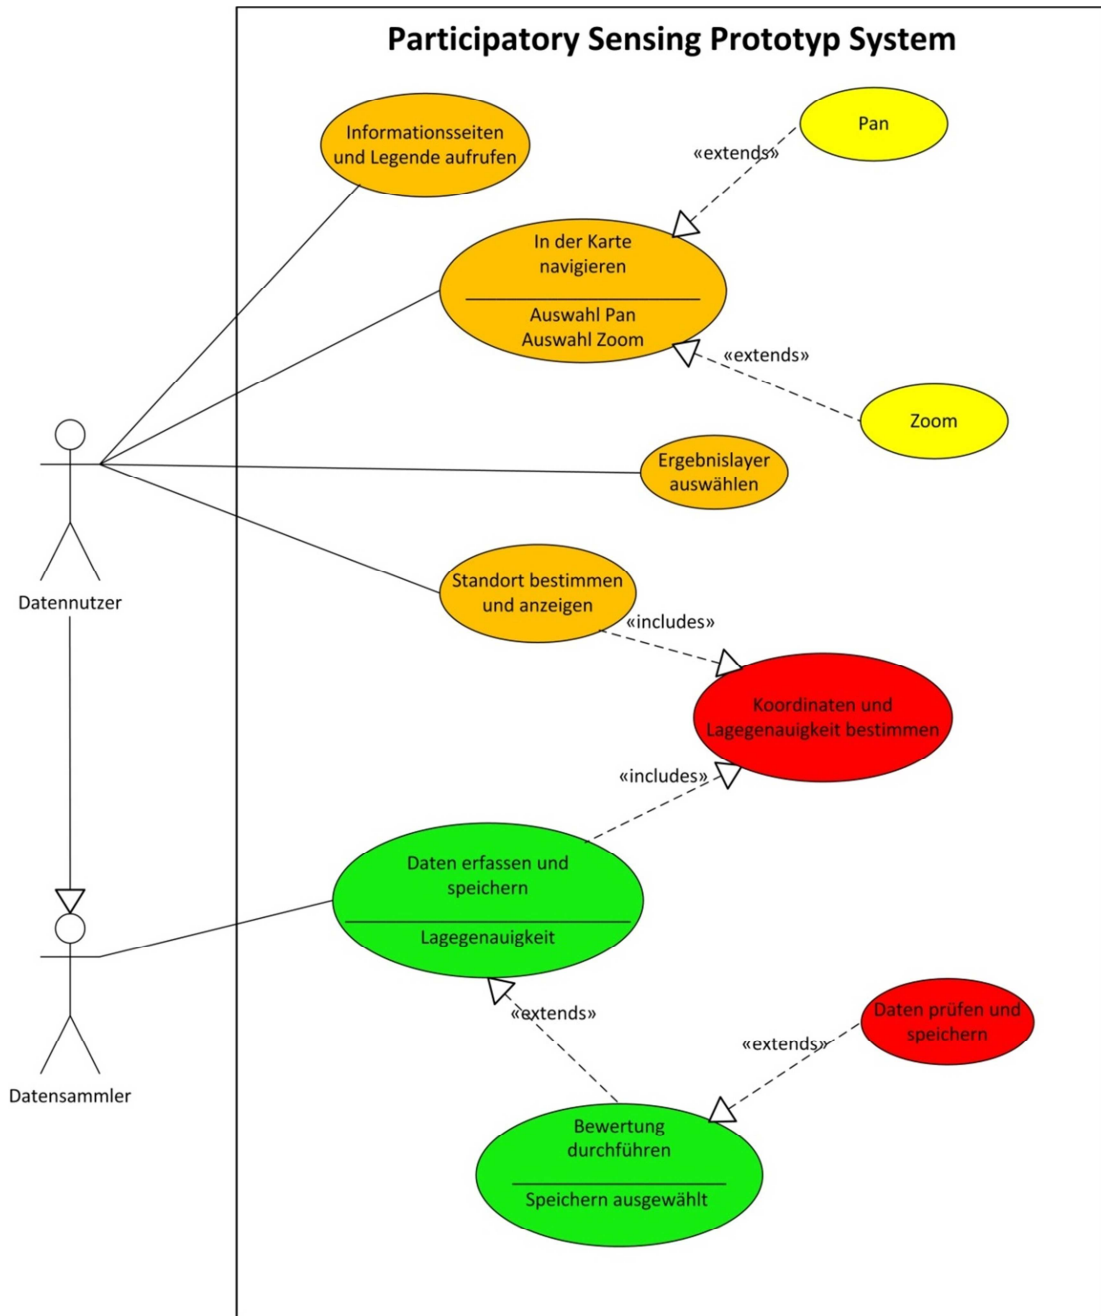 Participatory Sensing Prototyp System
Informationsseiten
und Legende aufrufen
Pan
«extends»
In der Karte
navigieren
Auswahl Pan
Auswahl Zoom
«extends»
Zoom
Ergebnislayer
auswählen
Datennutzer
Standort bestimmen
und anzeigen
«includes»
Koordinaten und
Lagegenauigkeit bestimmen
«includes»
Daten erfassen und
speichern
Lagegenauigkeit
«extends»
Daten prüfen und
speichern
«extends»
Datensammler
Bewertung
durchführen
Speichern ausgewählt